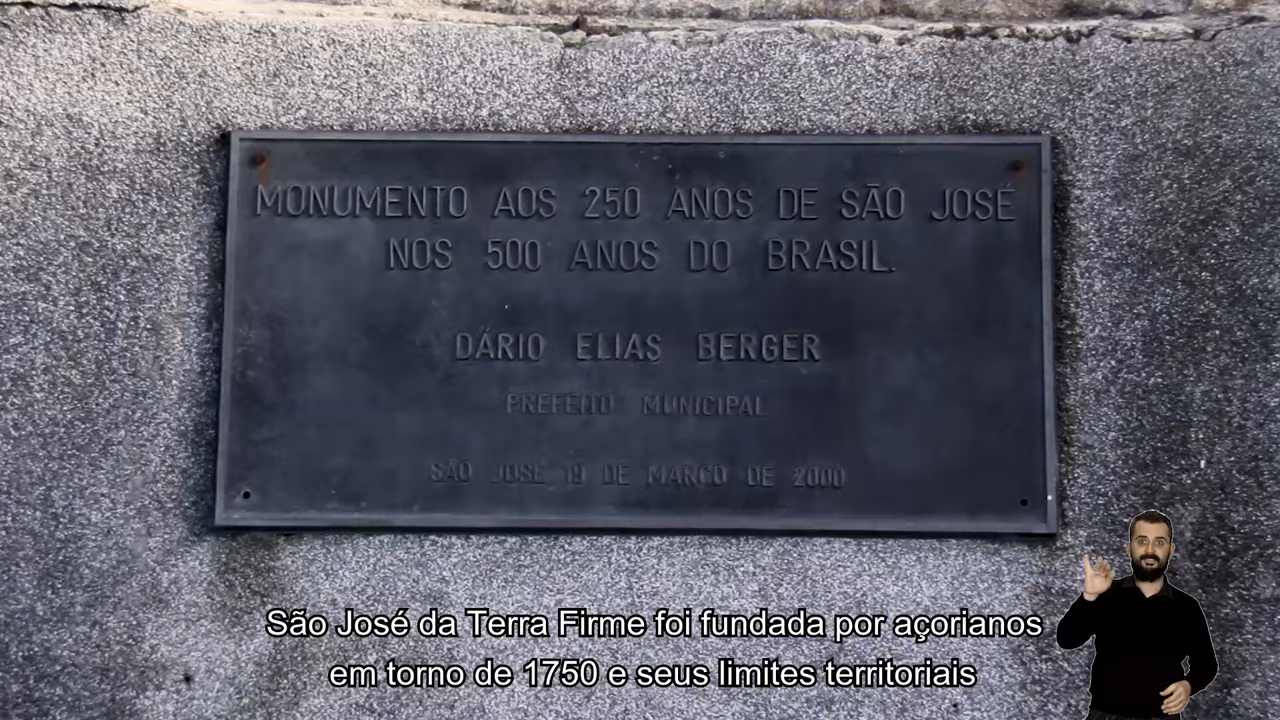 MONUMENTO AOS 250 ANOS DE SÃO JOSÉ
NOS 500 ANOS DO BRASIL.
DÁRIO ELIAS BERGER
PREFEITO MUNICIPAL
SÃO JOSÉ, 19 DE MARÇO DE 2000
São José da Terra Firme foi fundada por açorianos
em torno de 1750 e seus limites territoriais